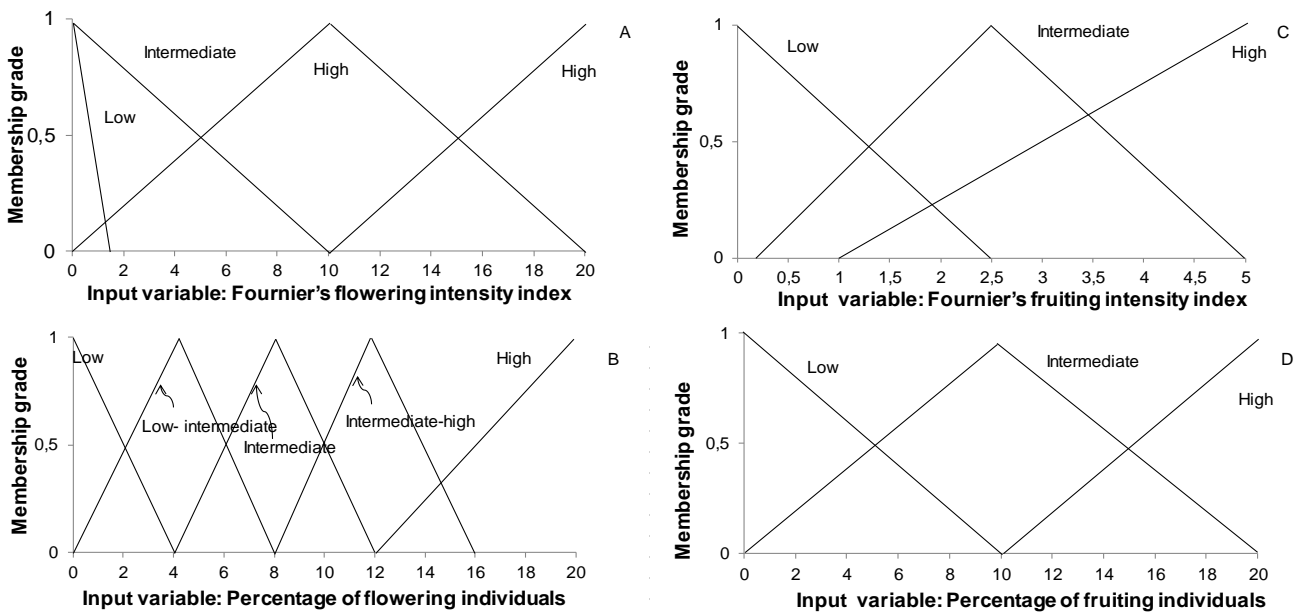 A
Membership grade
1
0,5
0
Intermediate
High
Low
High
0 2 4 6 8 10 12 14 16 18 20
Input variable: Fournier's flowering intensity index
C
Membership grade
1
0,5
0
Low
Intermediate
High
0 0,5 1 1,5 2 2,5 3 3,5 4 4,5 5
Input variable: Fournier's fruiting intensity index
B
Membership grade
1
0,5
0
Low
High
Low- intermediate
Intermediate
Intermediate-high
0 2 4 6 8 10 12 14 16 18 20
Input variable: Percentage of flowering individuals
D
Membership grade
1
0,5
0
Low
Intermediate
High
0 2 4 6 8 10 12 14 16 18 20
Input variable: Percentage of fruiting individuals